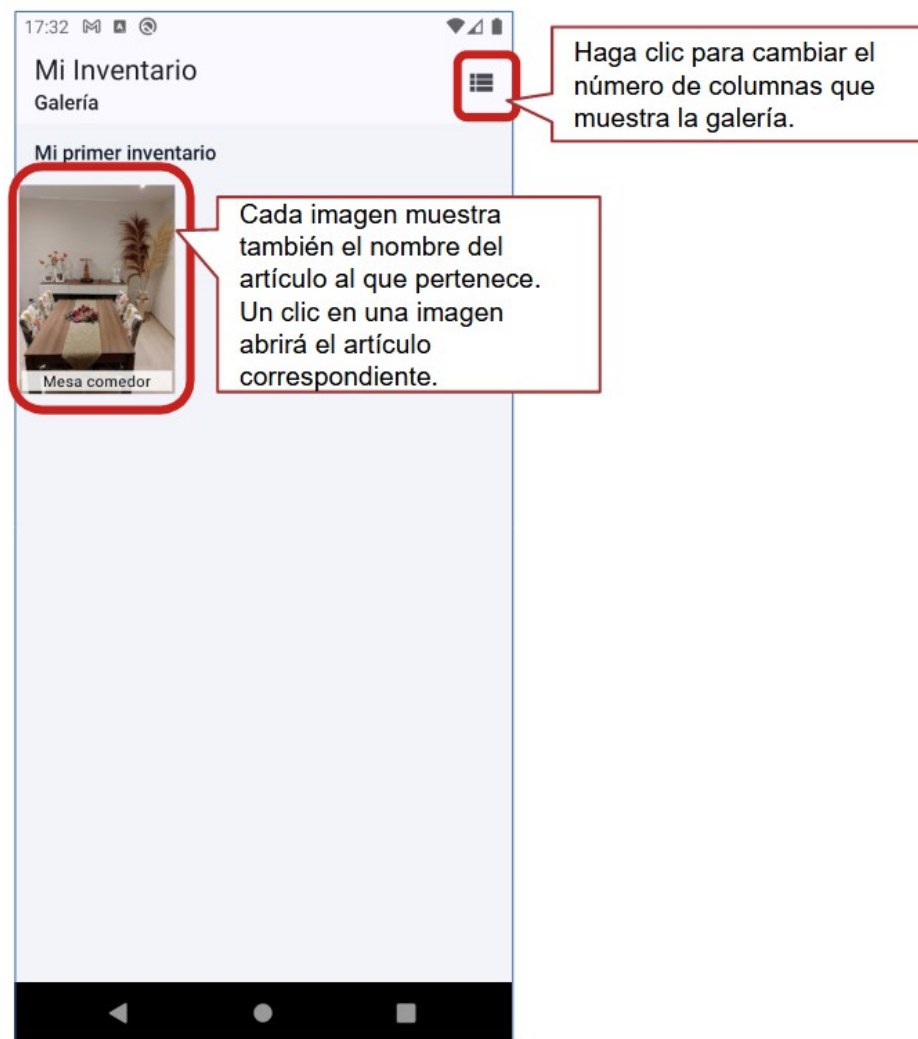 17:32
Mi Inventario
Galería
Haga clic para cambiar el
número de columnas que
muestra la galería.
Mi primer inventario
Cada imagen muestra
también el nombre del
artículo al que pertenece.
Un clic en una imagen
abrirá el artículo
correspondiente.
Mesa comedor